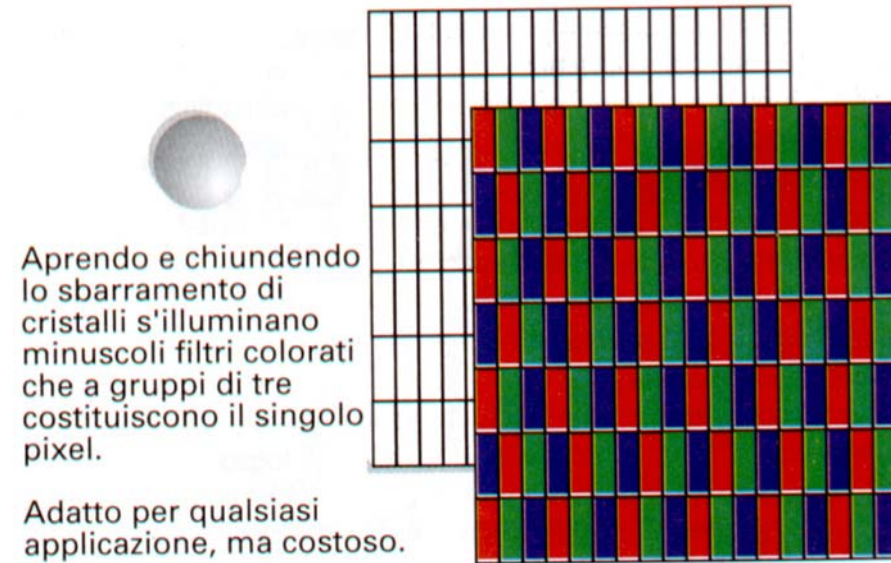 Aprendo e chiundendo
lo sbarramento di
cristalli s'illuminano
minuscoli filtri colorati
che a gruppi di tre
costituiscono il singolo
pixel.
Adatto per qualsiasi
applicazione, ma costoso.